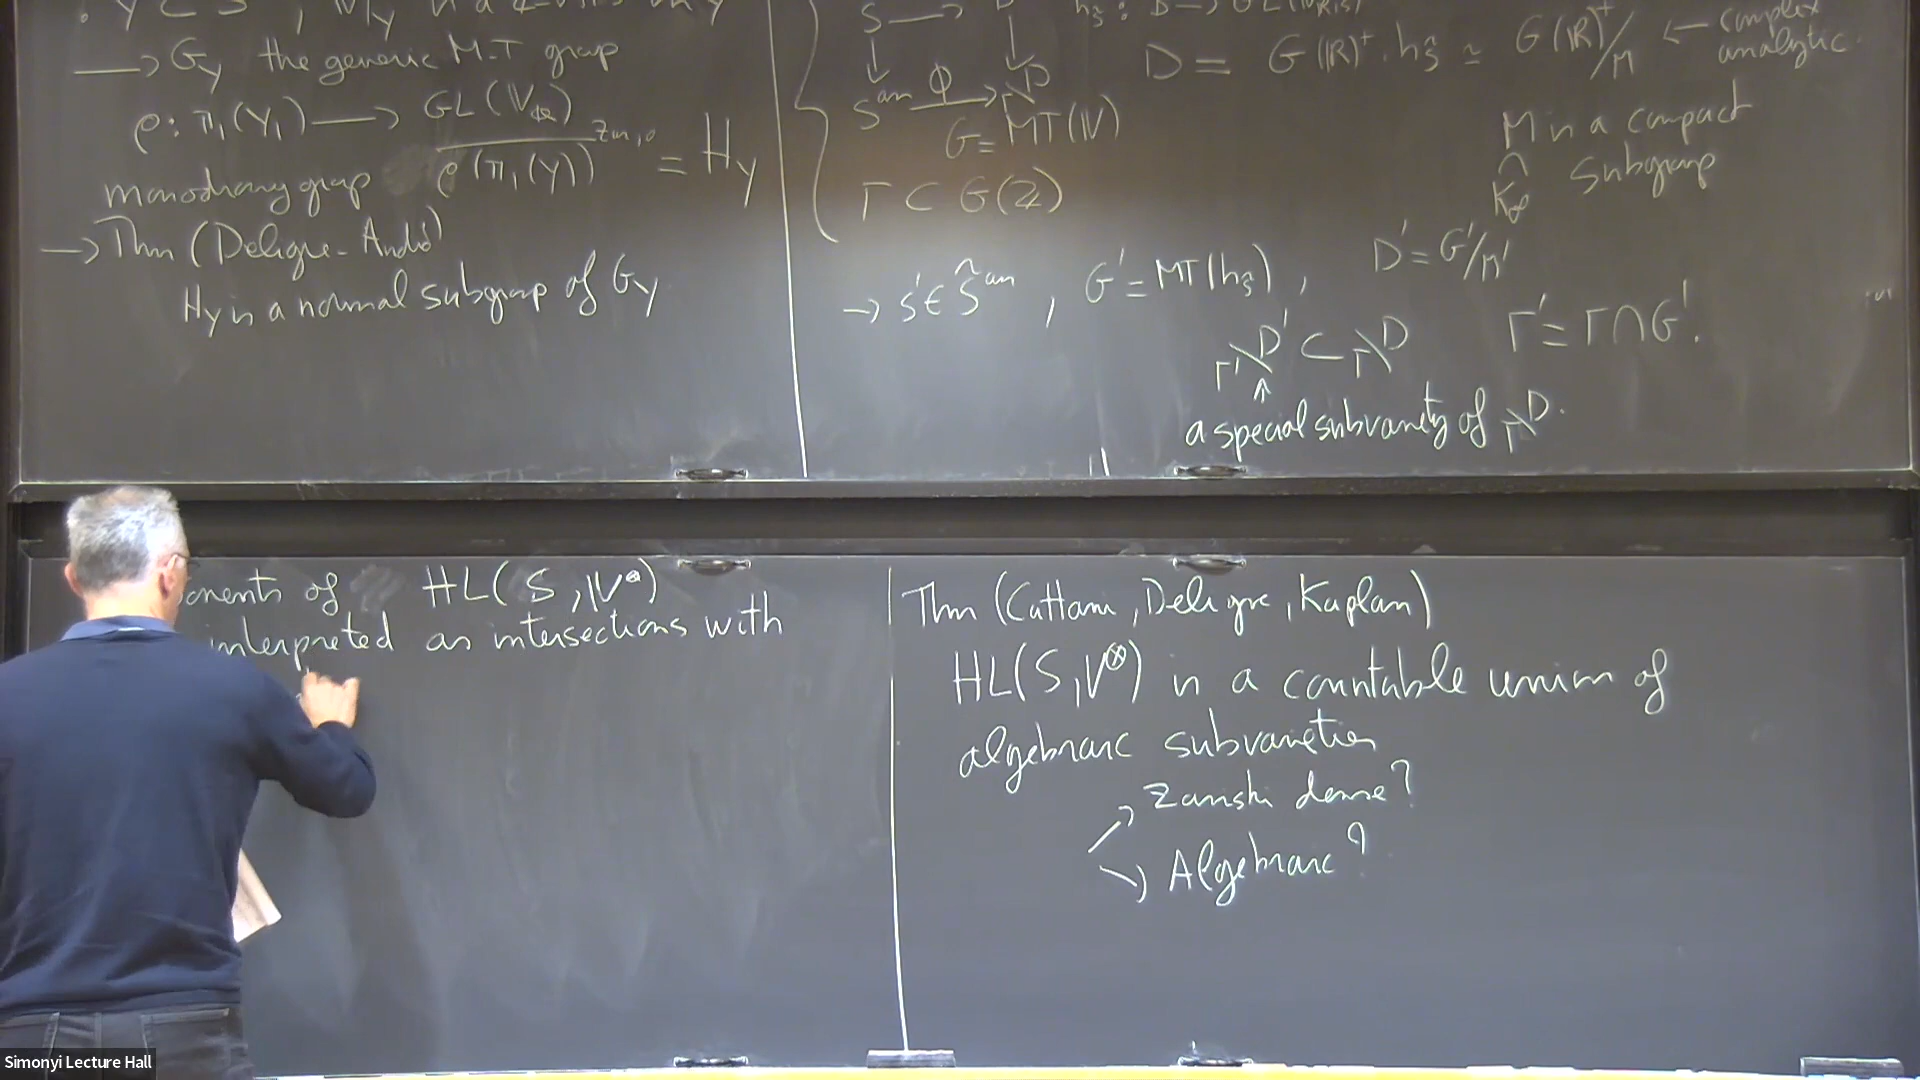 ⟶ G_Y the generic M.T group
ρ: π₁(Y,) ⟶ GL(V_ℚ)
monodromy group ρ(π₁(Y))^{Zar,0} = H_Y
→ Thm (Deligne-André)
H_Y is a normal subgroup of G_Y
D = G(ℝ)⁺.h_s̃ ≃ G(ℝ)⁺/M ← complex analytic.
S^an —Φ→ Γ\D
G = MT(V)
Γ ⊂ G(ℤ)
M is a compact
∩
K_∞
subgroup
→ s' ∈ S̃^an, G' = MT(h_s̃), D' = G'/M'
Γ'\D' ⊂ Γ\D Γ' = Γ∩G'.
↑
a special subvariety of Γ\D.
of HL(S, V^⊗)
interpreted as intersections with
Thm (Cattani, Deligne, Kaplan)
HL(S, V^⊗) is a countable union of
algebraic subvarieties
→ Zariski dense?
→ Algebraic?
Simonyi Lecture Hall